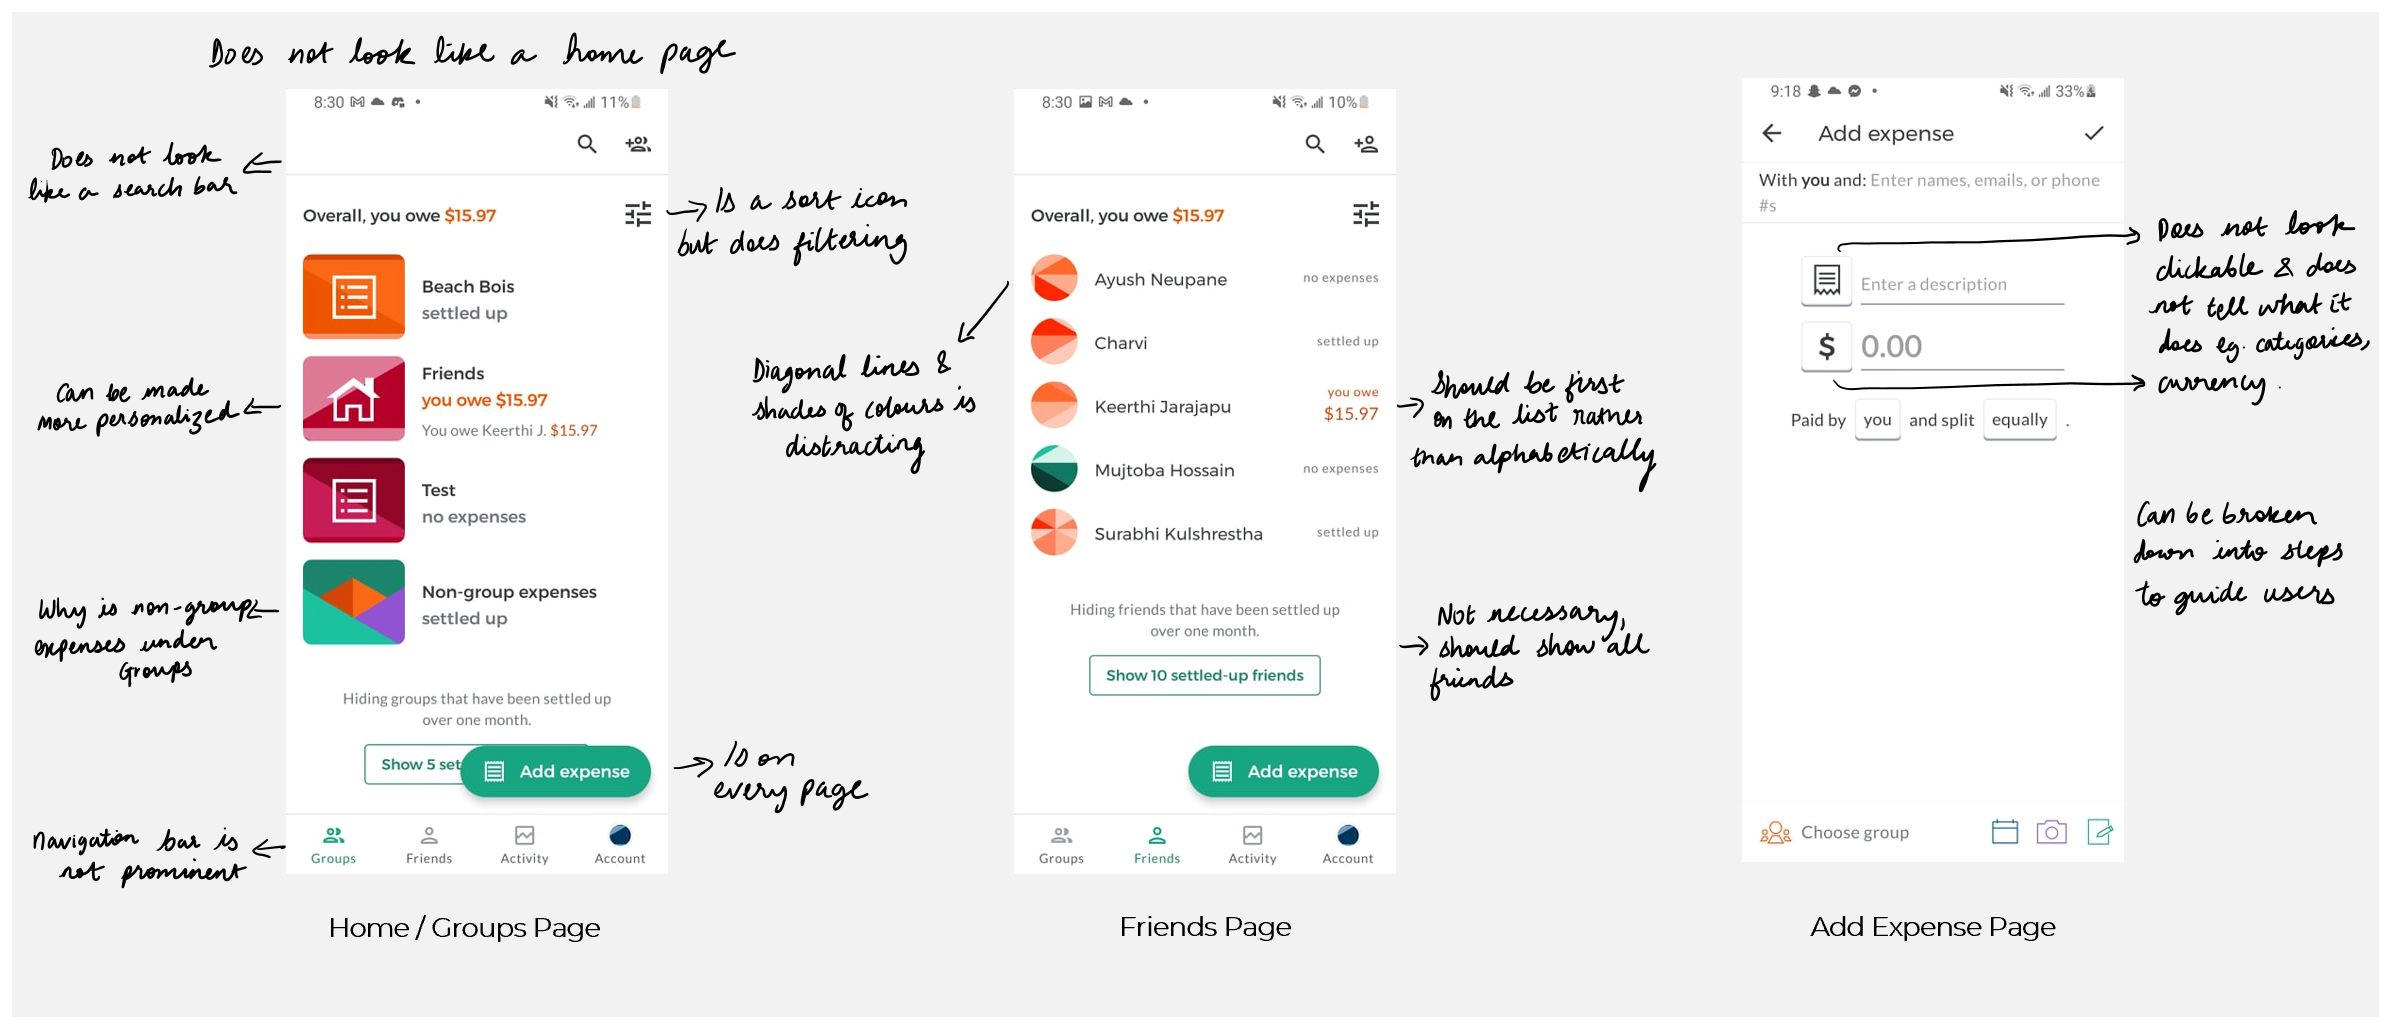 Does not look like a home page
8:30
11%
Does not look
like a search bar
Overall, you owe $15.97
Is a sort icon
but does filtering
Beach Bois
settled up
Can be made
more personalized
Friends
you owe $15.97
You owe Keerthi J. $15.97
Test
no expenses
Why is non-group
expenses under
Groups
Non-group expenses
settled up
Hiding groups that have been settled up
over one month.
Show 5 set
Add expense
Is on
every page
Navigation bar is
not prominent
Groups
Friends
Activity
Account
Home / Groups Page
8:30
10%
Overall, you owe $15.97
Diagonal lines &
shades of colours is
distracting
Ayush Neupane
no expenses
Charvi
settled up
Keerthi Jarajapu
you owe
$15.97
Should be first
on the list rather
than alphabetically
Mujtoba Hossain
no expenses
Surabhi Kulshrestha
settled up
Hiding friends that have been settled up
over one month.
Not necessary,
should show all
friends
Show 10 settled-up friends
Add expense
Groups
Friends
Activity
Account
Friends Page
9:18
33%
Add expense
With you and: Enter names, emails, or phone
#s
Enter a description
$ 0.00
Paid by you and split equally .
Does not look
clickable & does
not tell what it
does eg. categories,
currency.
Can be broken
down into steps
to guide users
Choose group
Add Expense Page